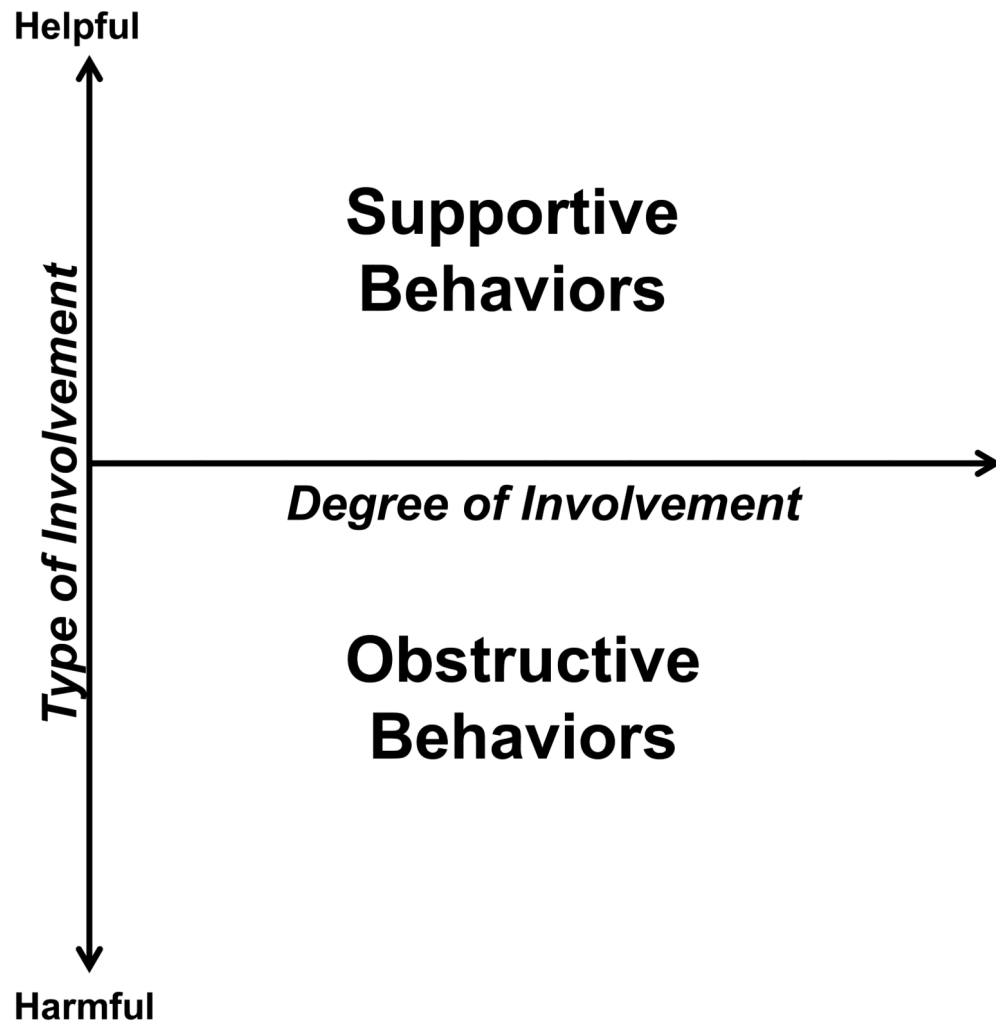 Helpful
Supportive
Behaviors
Type of Involvement
Degree of Involvement
Obstructive
Behaviors
Harmful